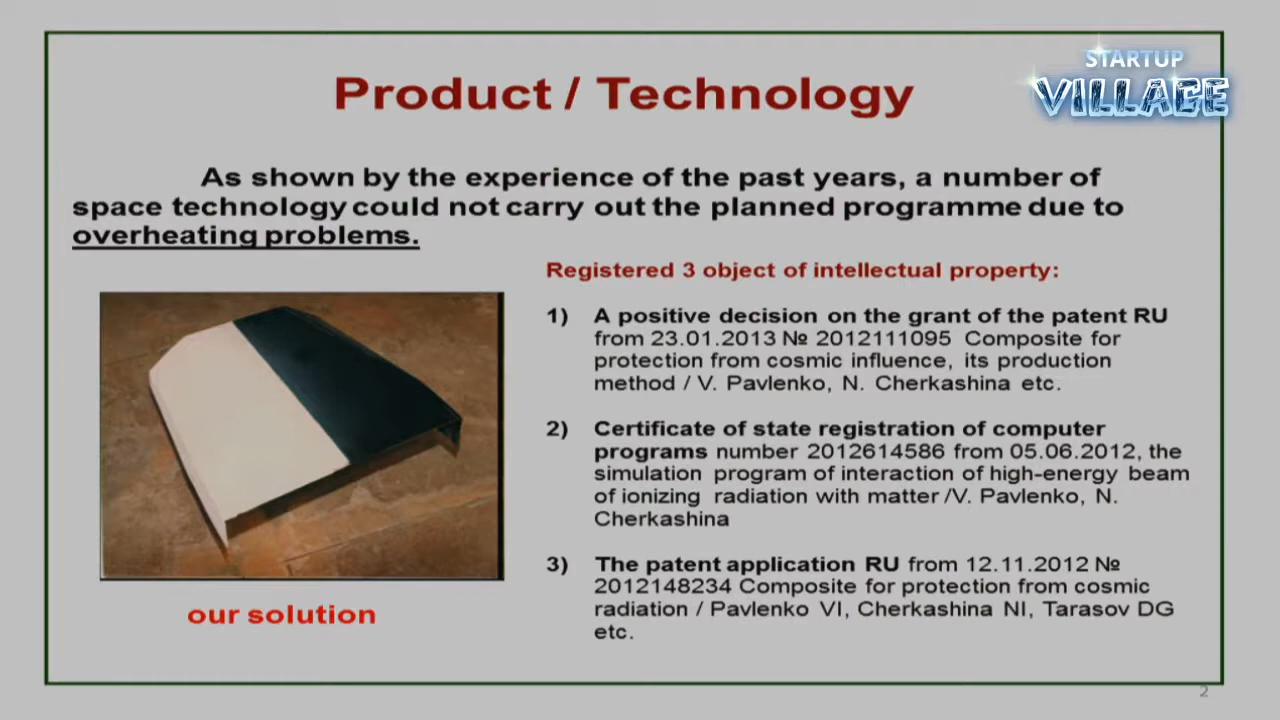 STARTUP
VILLAGE
Product / Technology
As shown by the experience of the past years, a number of
space technology could not carry out the planned programme due to
overheating problems.
Registered 3 object of intellectual property:
1) A positive decision on the grant of the patent RU
from 23.01.2013 № 2012111095 Composite for
protection from cosmic influence, its production
method / V. Pavlenko, N. Cherkashina etc.
2) Certificate of state registration of computer
programs number 2012614586 from 05.06.2012, the
simulation program of interaction of high-energy beam
of ionizing radiation with matter /V. Pavlenko, N.
Cherkashina
3) The patent application RU from 12.11.2012 №
2012148234 Composite for protection from cosmic
radiation / Pavlenko VI, Cherkashina NI, Tarasov DG
etc.
our solution
2